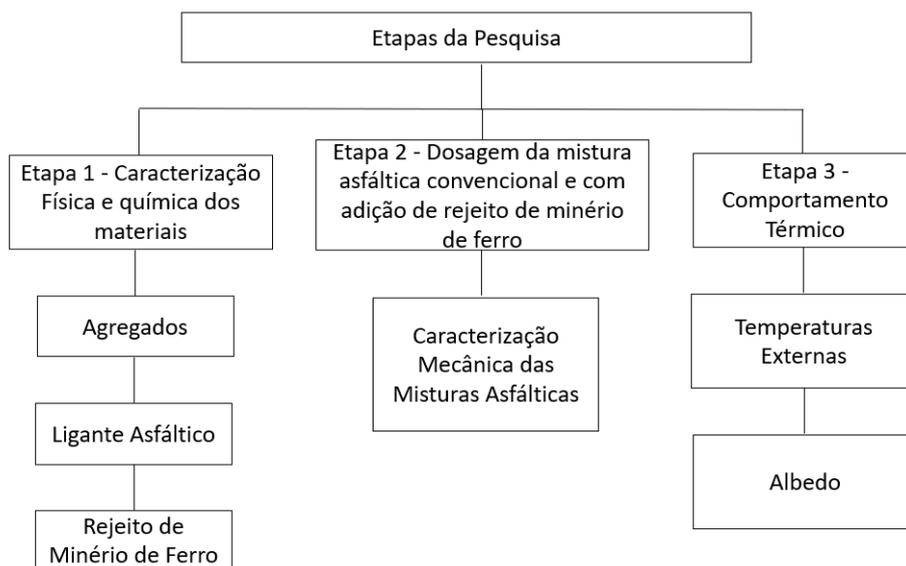 Etapas da Pesquisa
Etapa 1 - Caracterização
Física e química dos
materiais
Agregados
Ligante Asfáltico
Rejeito de
Minério de Ferro
Etapa 2 - Dosagem da mistura
asfáltica convencional e com
adição de rejeito de minério
de ferro
Caracterização
Mecânica das
Misturas Asfálticas
Etapa 3 -
Comportamento
Térmico
Temperaturas
Externas
Albedo